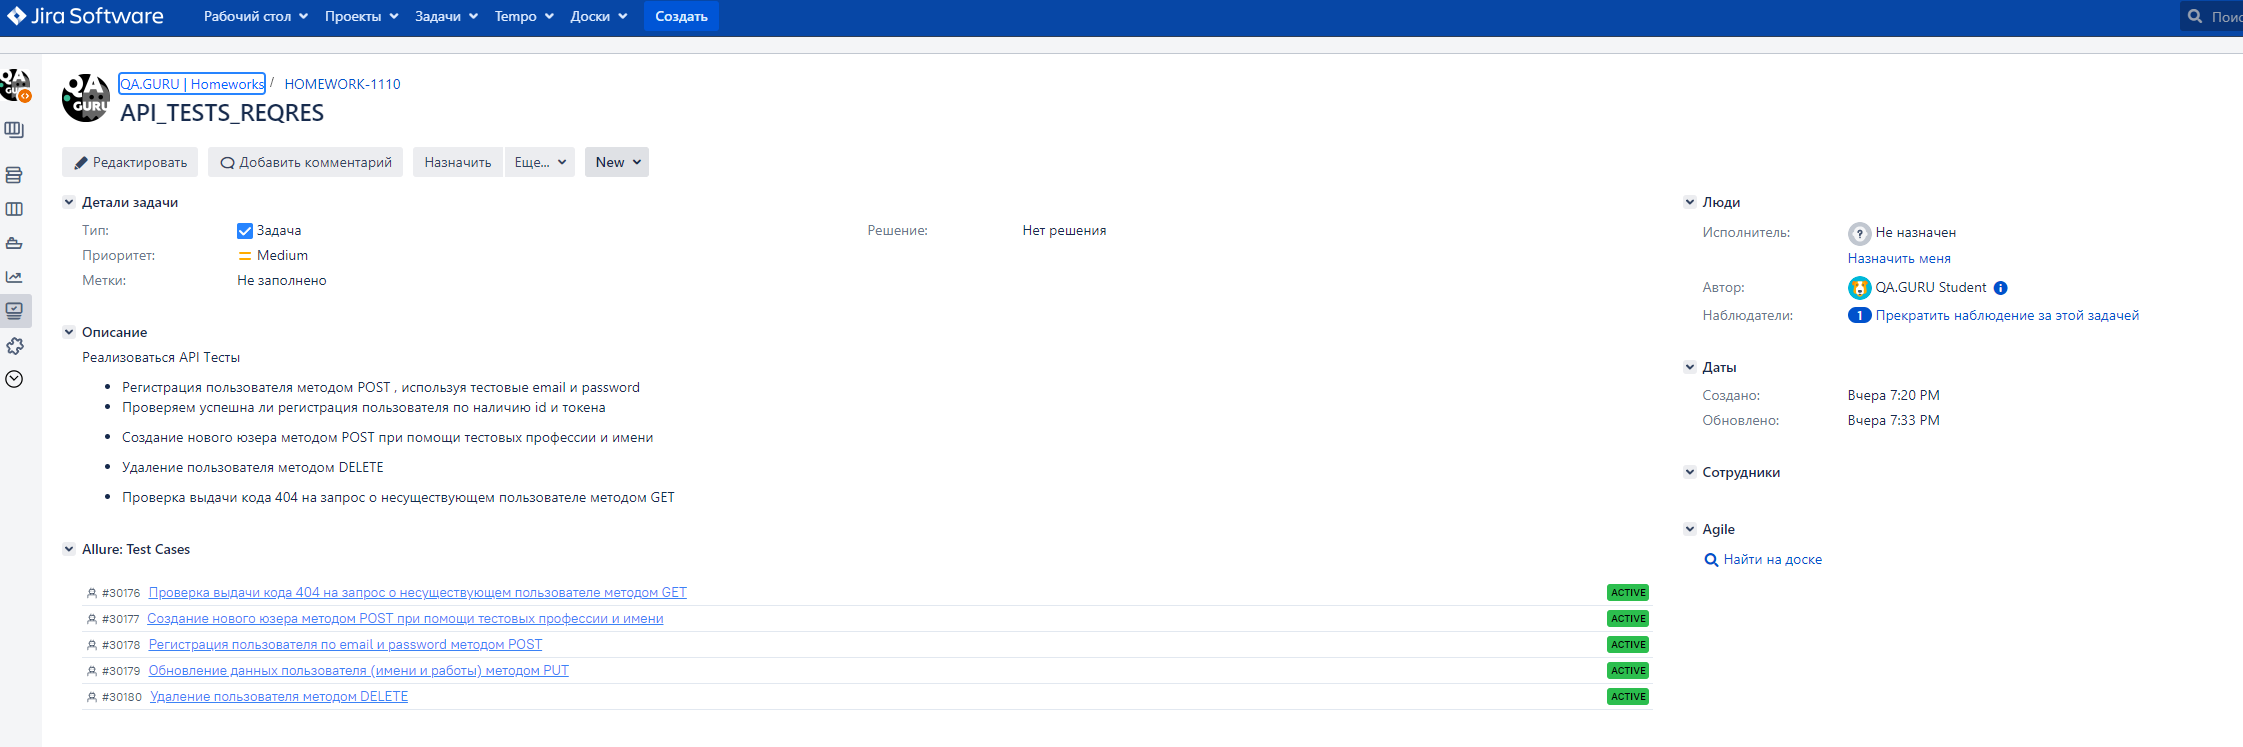 Jira Software Рабочий стол Проекты Задачи Tempo Доски Создать Поис
QA GURU
QA.GURU | Homeworks / HOMEWORK-1110
API_TESTS_REQRES
Редактировать Добавить комментарий Назначить Еще... New
Детали задачи
Тип: Задача Решение: Нет решения
Приоритет: Medium
Метки: Не заполнено
Описание
Реализоваться API Тесты
Регистрация пользователя методом POST , используя тестовые email и password
Проверяем успешна ли регистрация пользователя по наличию id и токена
Создание нового юзера методом POST при помощи тестовых профессии и имени
Удаление пользователя методом DELETE
Проверка выдачи кода 404 на запрос о несуществующем пользователе методом GET
Allure: Test Cases
#30176 Проверка выдачи кода 404 на запрос о несуществующем пользователе методом GET ACTIVE
#30177 Создание нового юзера методом POST при помощи тестовых профессии и имени ACTIVE
#30178 Регистрация пользователя по email и password методом POST ACTIVE
#30179 Обновление данных пользователя (имени и работы) методом PUT ACTIVE
#30180 Удаление пользователя методом DELETE ACTIVE
Люди
Исполнитель: Не назначен
Назначить меня
Автор: QA.GURU Student
Наблюдатели: 1 Прекратить наблюдение за этой задачей
Даты
Создано: Вчера 7:20 PM
Обновлено: Вчера 7:33 PM
Сотрудники
Agile
Найти на доске